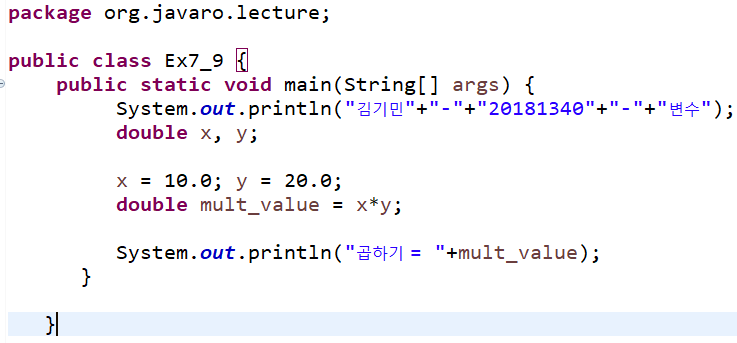 package org.javaro.lecture;
public class Ex7_9 {
public static void main(String[] args) {
System.out.println("김기민"+"-"+"20181340"+"-"+"변수");
double x, y;
x = 10.0; y = 20.0;
double mult_value = x*y;
System.out.println("곱하기 = "+mult_value);
}
}